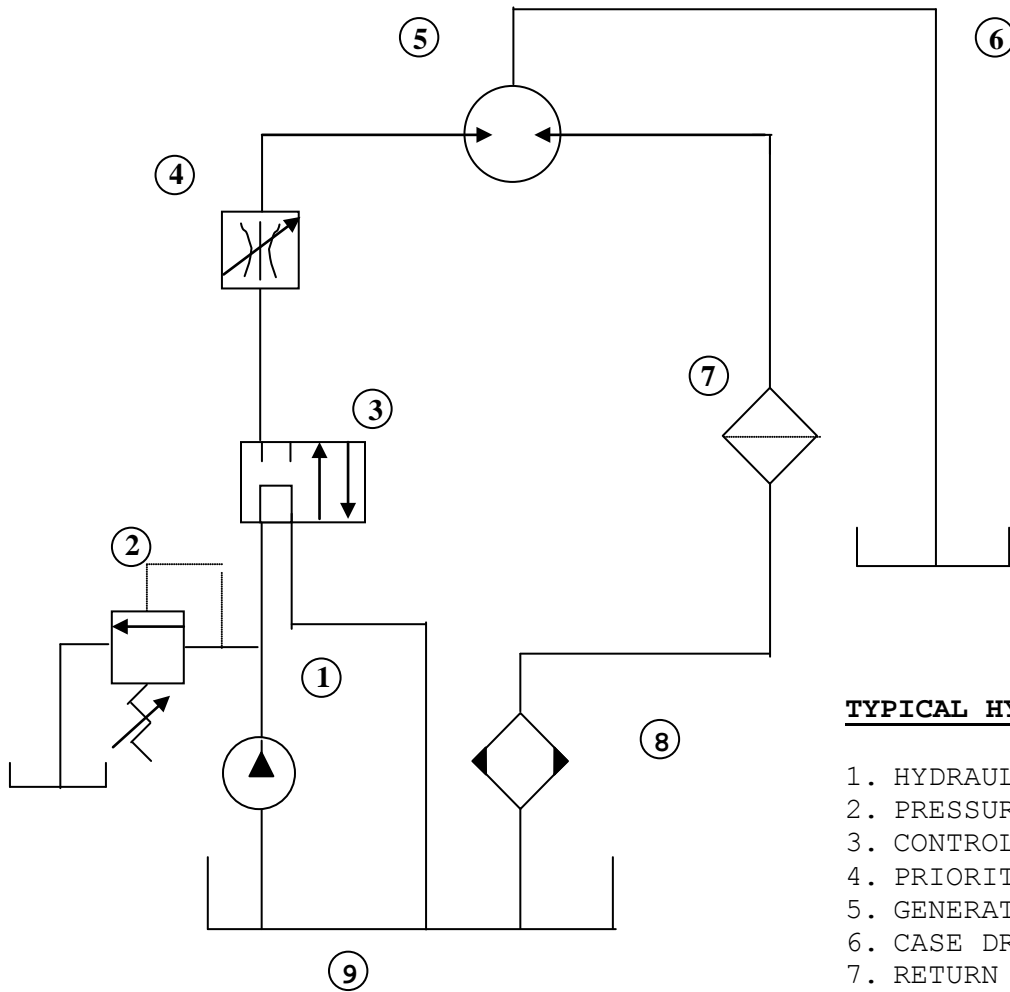 5
6
4
7
3
2
1
8
9
TYPICAL HY
1. HYDRAUL
2. PRESSUR
3. CONTROL
4. PRIORIT
5. GENERAT
6. CASE DR
7. RETURN